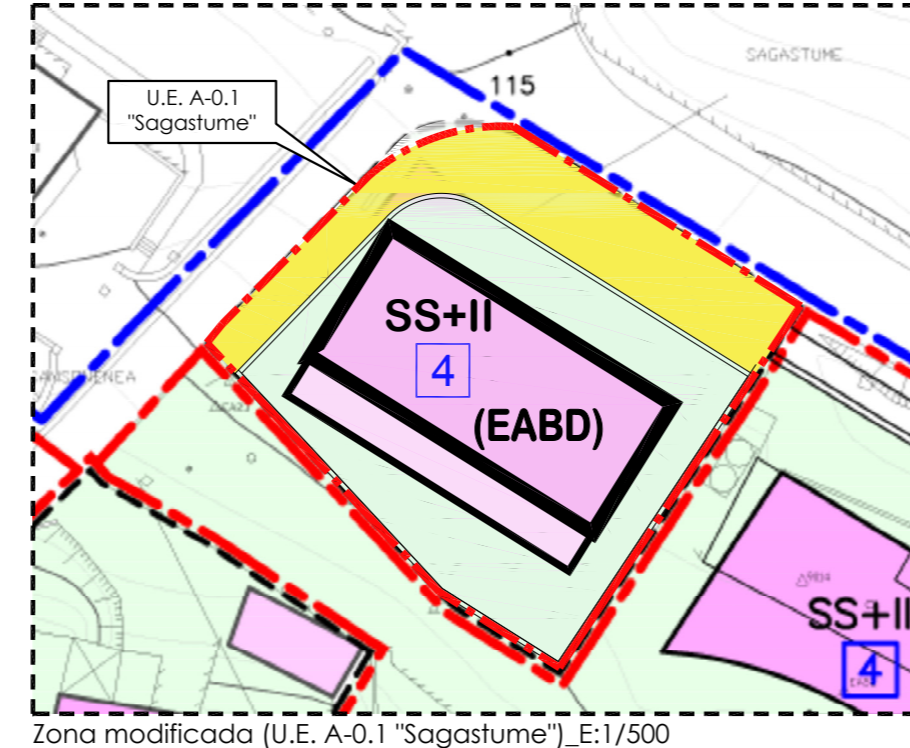 SAGASTUME
115
U.E. A-0.1
"Sagastume"
SS+II
4
(EABD)
SS+II
4
Zona modificada (U.E. A-0.1 "Sagastume")_E:1/500